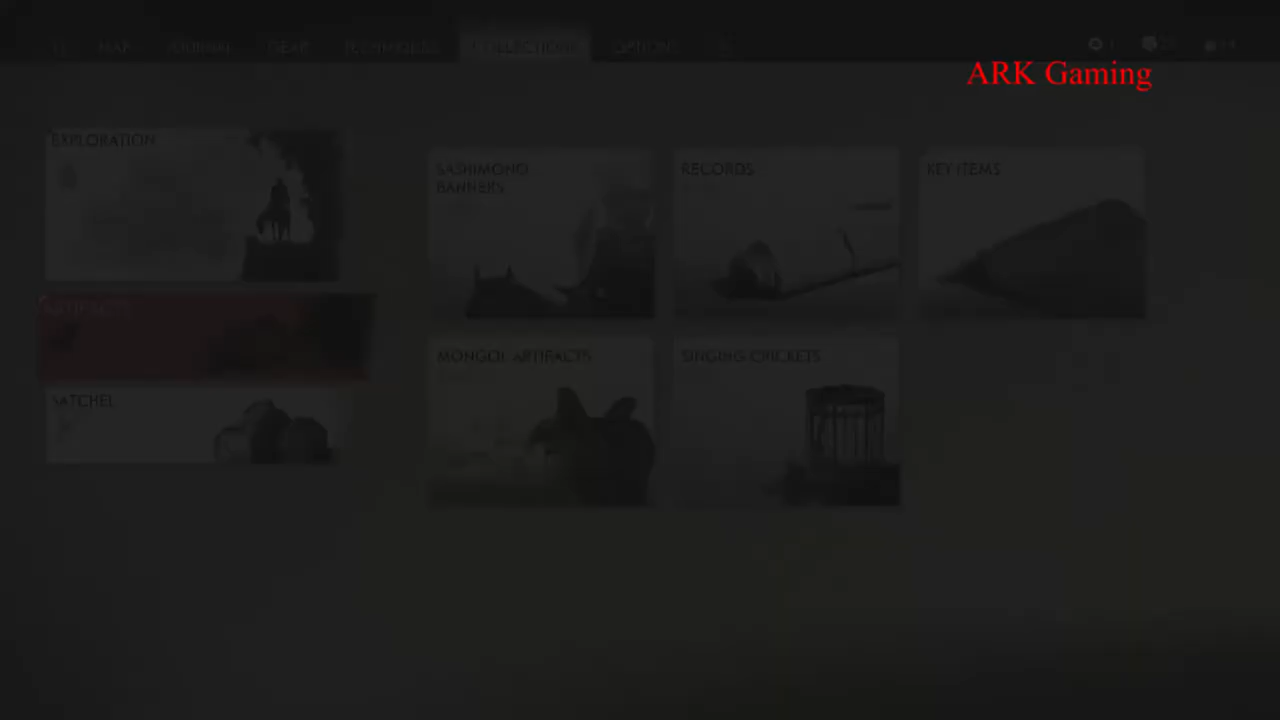 MAP JOURNAL GEAR TECHNIQUES COLLECTIONS OPTIONS
ARK Gaming
EXPLORATION
SASHIMONO
BANNERS
RECORDS
KEY ITEMS
ARTIFACTS
MONGOL ARTIFACTS
SINGING CRICKETS
SATCHEL